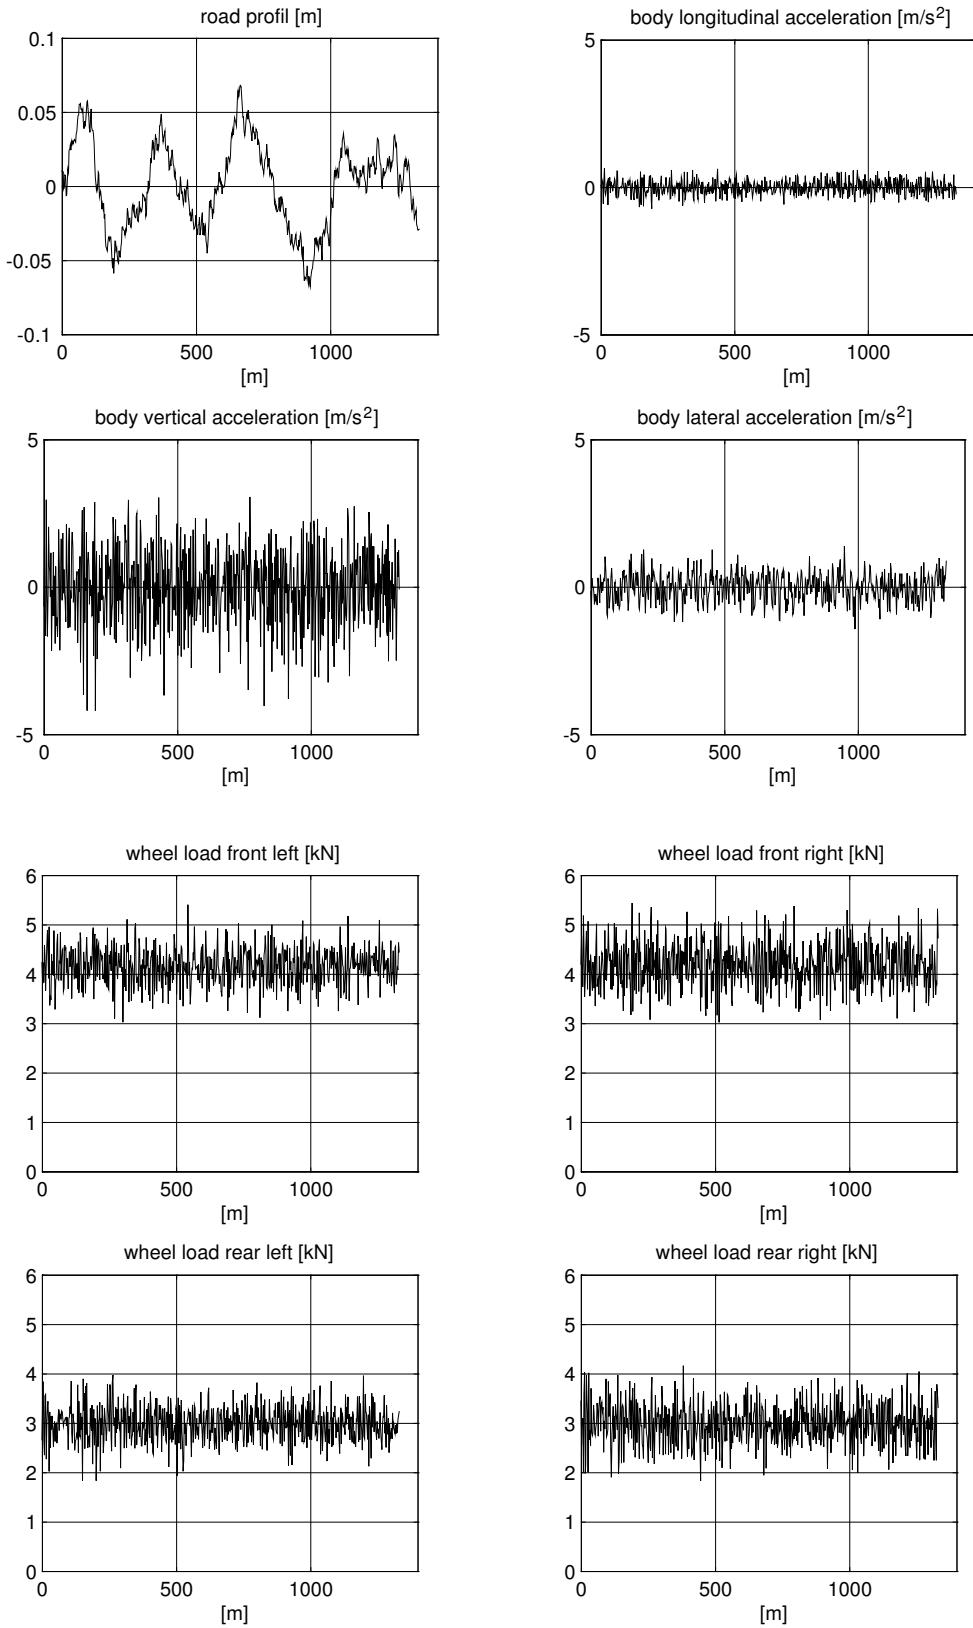 road profil [m]
0.1
0.05
0
-0.05
-0.1
0 500 1000
[m]
body longitudinal acceleration [m/s²]
5
0
-5
0 500 1000
[m]
body vertical acceleration [m/s²]
5
0
-5
0 500 1000
[m]
body lateral acceleration [m/s²]
5
0
-5
0 500 1000
[m]
wheel load front left [kN]
6
5
4
3
2
1
0
0 500 1000
[m]
wheel load front right [kN]
6
5
4
3
2
1
0
0 500 1000
[m]
wheel load rear left [kN]
6
5
4
3
2
1
0
0 500 1000
[m]
wheel load rear right [kN]
6
5
4
3
2
1
0
0 500 1000
[m]